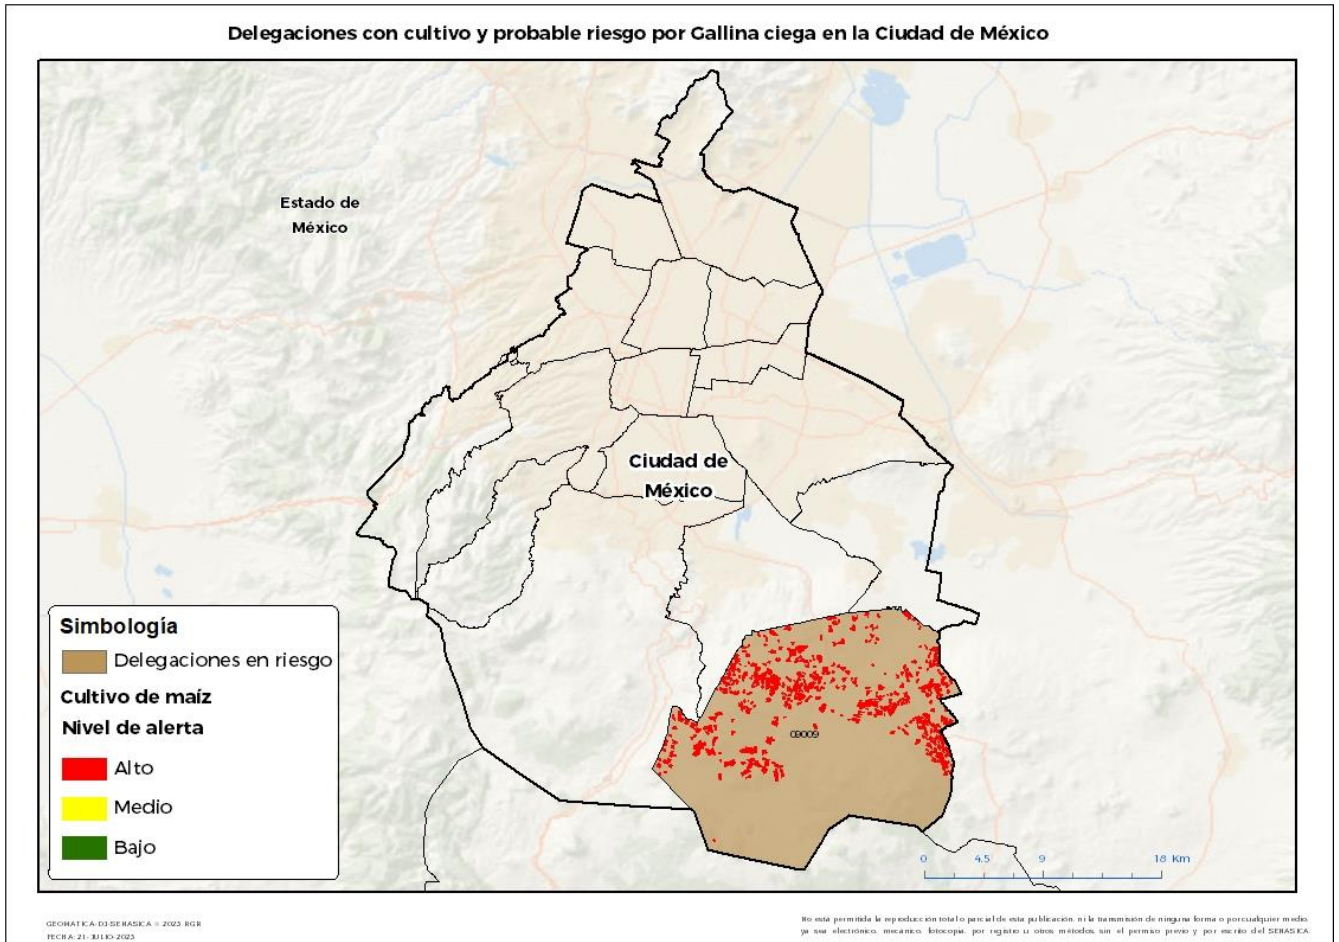 Delegaciones con cultivo y probable riesgo por Gallina ciega en la Ciudad de México
Estado de
México
Ciudad de
México
09009
Simbología
Delegaciones en riesgo
Cultivo de maíz
Nivel de alerta
Alto
Medio
Bajo
0 4.5 9 18 Km
GEOMÁTICA-DJ-SENASICA © 2023 RGR
FECHA: 21-JULIO-2023
No está permitida la reproducción total o parcial de esta publicación, ni la transmisión de ninguna forma o por cualquier medio,
ya sea electrónico, mecánico, fotocopia, por registro u otros métodos, sin el permiso previo y por escrito del SENASICA.